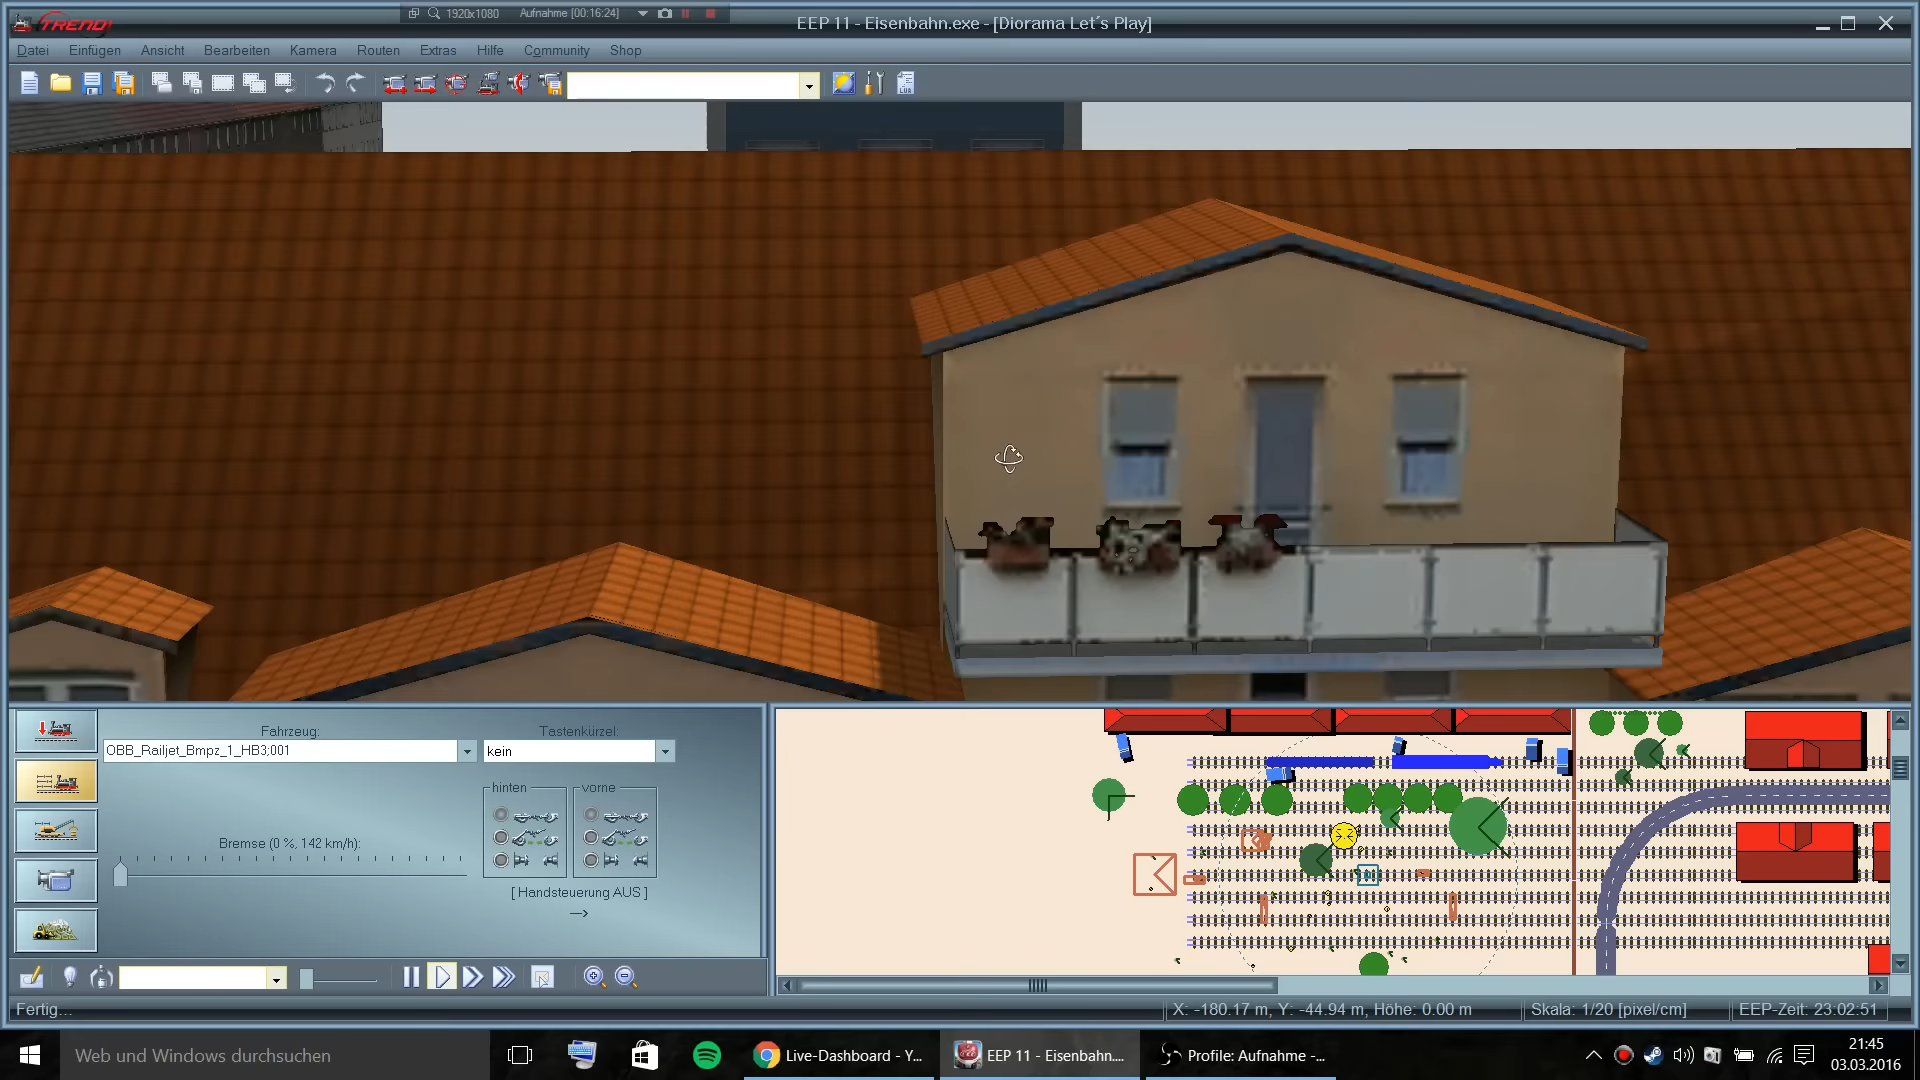 1920x1080 Aufnahme [00:16:24]
TREND EEP 11 - Eisenbahn.exe - [Diorama Let´s Play]
Datei Einfügen Ansicht Bearbeiten Kamera Routen Extras Hilfe Community Shop
LUA
Fahrzeug: Tastenkürzel:
OBB_Railjet_Bmpz_1_HB3;001 kein
hinten vorne
Bremse (0 %, 142 km/h):
[ Handsteuerung AUS ]
-->
Fertig... X: -180.17 m, Y: -44.94 m, Höhe: 0.00 m Skala: 1/20 [pixel/cm] EEP-Zeit: 23:02:51
Web und Windows durchsuchen Live-Dashboard - Y... EEP 11 - Eisenbahn.... Profile: Aufnahme -... 21:45
03.03.2016